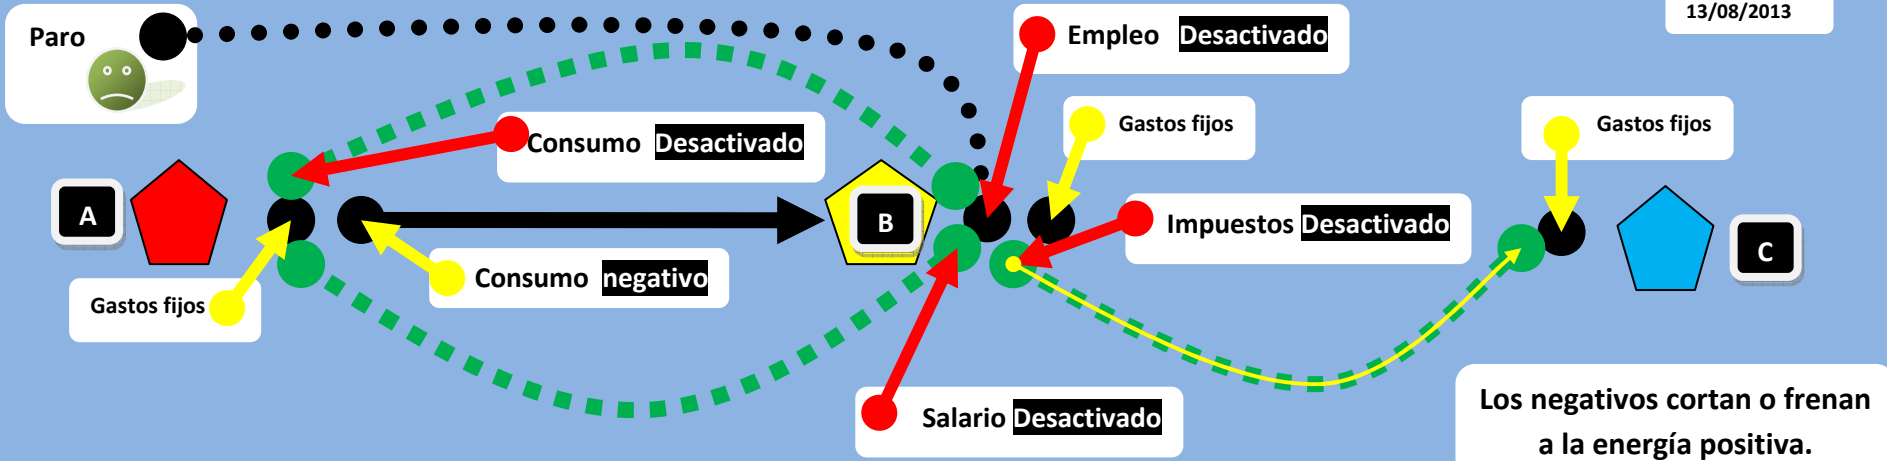 13/08/2013
Paro
Empleo Desactivado
Gastos fijos
Gastos fijos
Consumo Desactivado
A
B
Impuestos Desactivado
C
Consumo negativo
Gastos fijos
Salario Desactivado
Los negativos cortan o frenan
a la energía positiva.